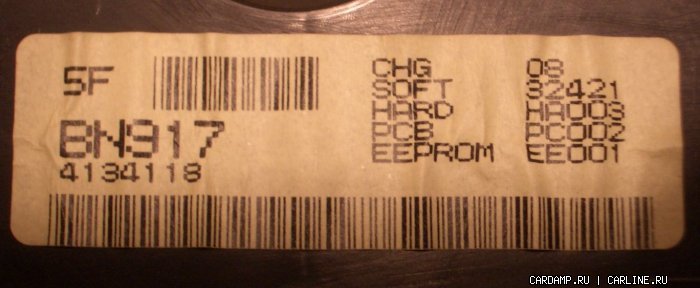 5F
BN917
4134118
CHG 08
SOFT 32421
HARD HA003
PCB PC002
EEPROM EE001
CARDAMP.RU | CARLINE.RU